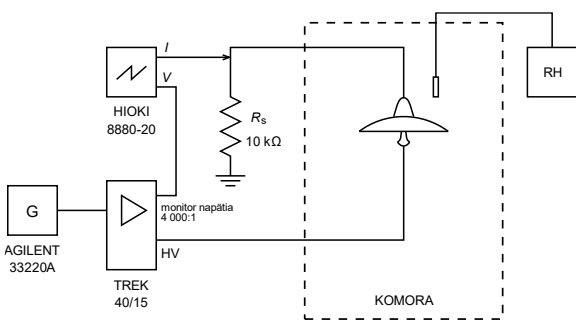 I
V
HIOKI
8880-20
R s
10 kΩ
RH
G
AGILENT
33220A
monitor napätia
4 000:1
HV
TREK
40/15
KOMORA